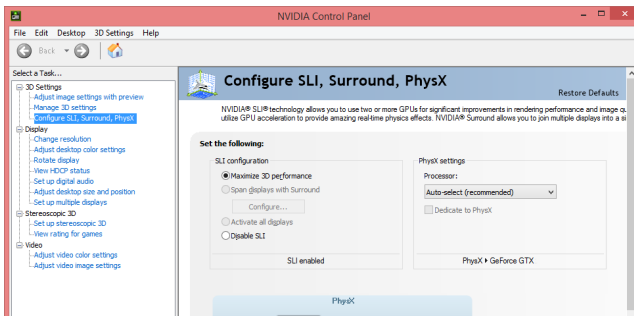 NVIDIA Control Panel
File Edit Desktop 3D Settings Help
Back
Select a Task...
3D Settings
Adjust image settings with preview
Manage 3D settings
Configure SLI, Surround, PhysX
Display
Change resolution
Adjust desktop color settings
Rotate display
View HDCP status
Set up digital audio
Adjust desktop size and position
Set up multiple displays
Stereoscopic 3D
Set up stereoscopic 3D
View rating for games
Video
Adjust video color settings
Adjust video image settings
Configure SLI, Surround, PhysX
Restore Defaults
NVIDIA® SLI® technology allows you to use two or more GPUs for significant improvements in rendering performance and image qu
utilize GPU acceleration to provide amazing real-time physics effects. NVIDIA® Surround allows you to join multiple displays into a si
Set the following:
SLI configuration
Maximize 3D performance
Span displays with Surround
Configure...
Activate all displays
Disable SLI
SLI enabled
PhysX settings
Processor:
Auto-select (recommended)
Dedicate to PhysX
PhysX ▸ GeForce GTX
PhysX